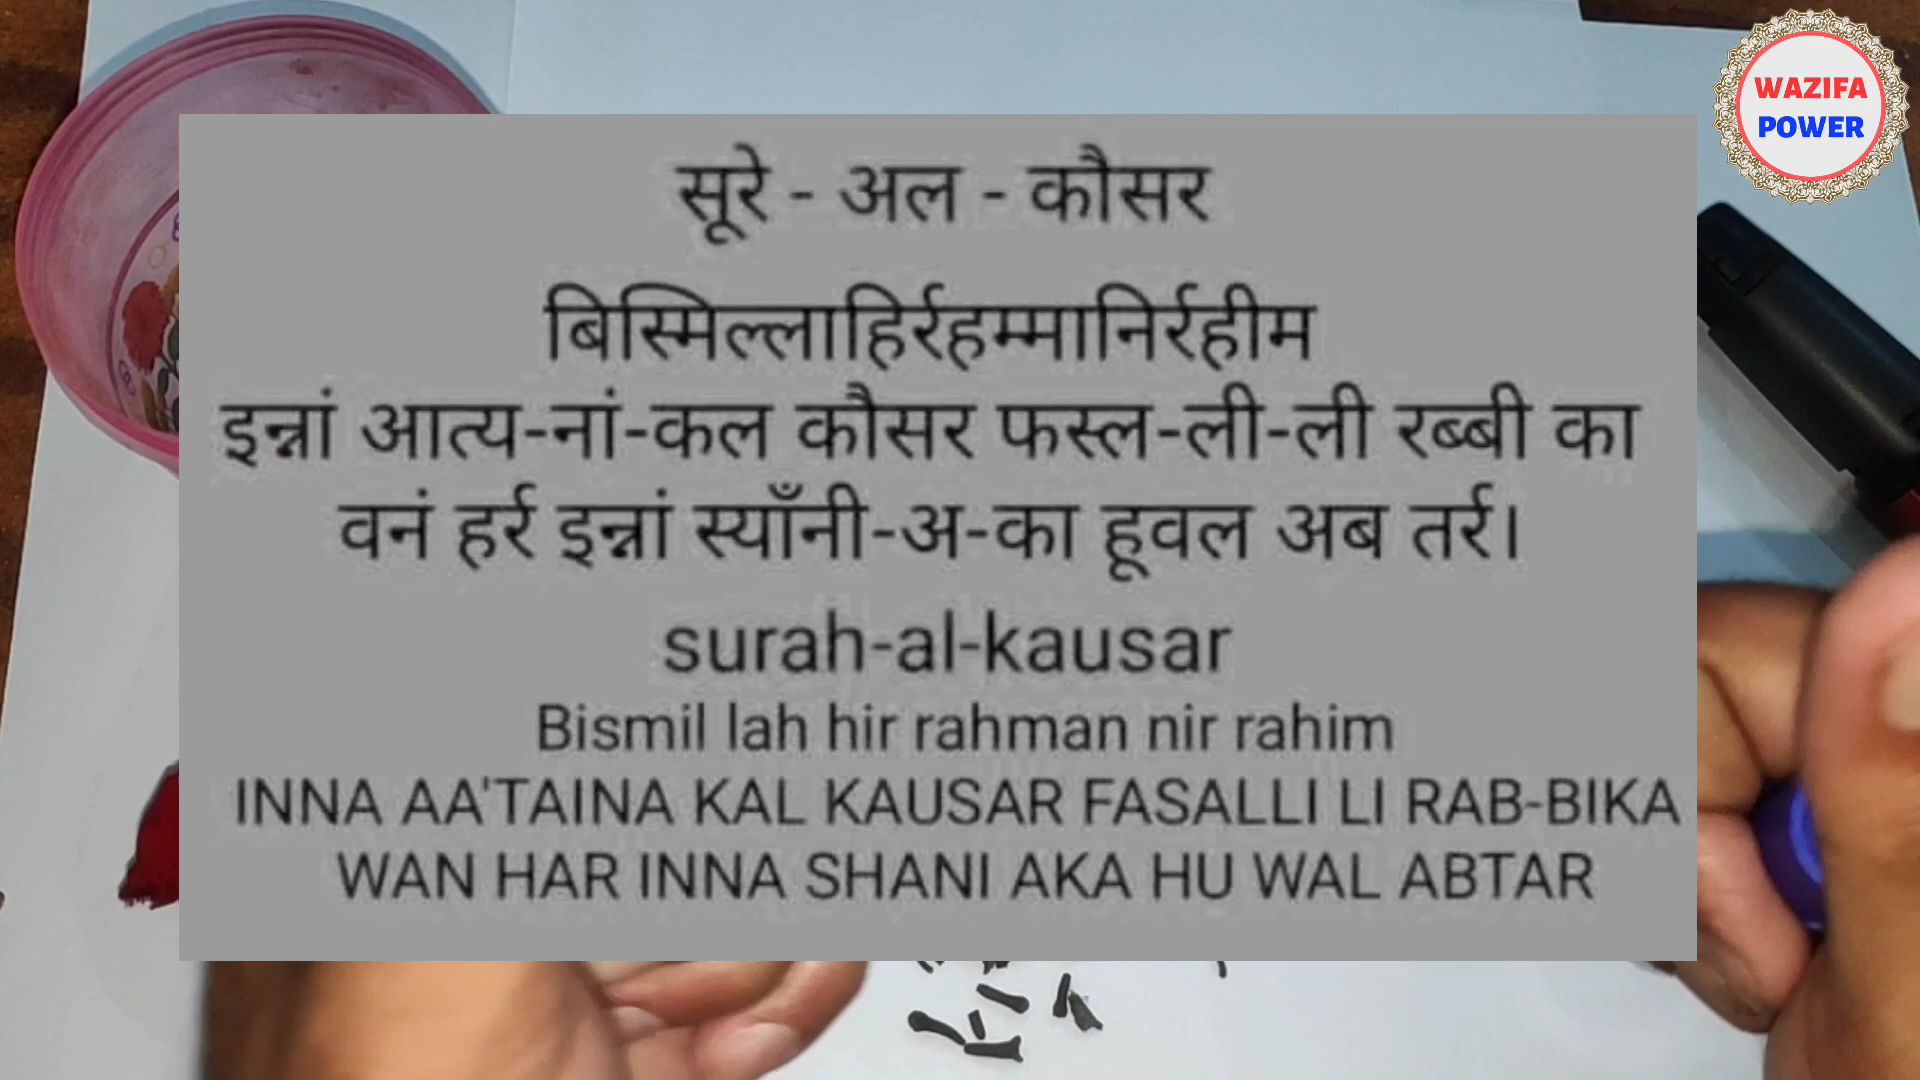 WAZIFA
POWER
सूरे - अल - कौसर
बिस्मिल्लाहिर्रहम्मानिर्रहीम
इन्नां आत्य-नां-कल कौसर फस्ल-ली-ली रब्बी का
वनं हर्र इन्नां स्याँनी-अ-का हूवल अब तर्र।
surah-al-kausar
Bismil lah hir rahman nir rahim
INNA AA'TAINA KAL KAUSAR FASALLI LI RAB-BIKA
WAN HAR INNA SHANI AKA HU WAL ABTAR